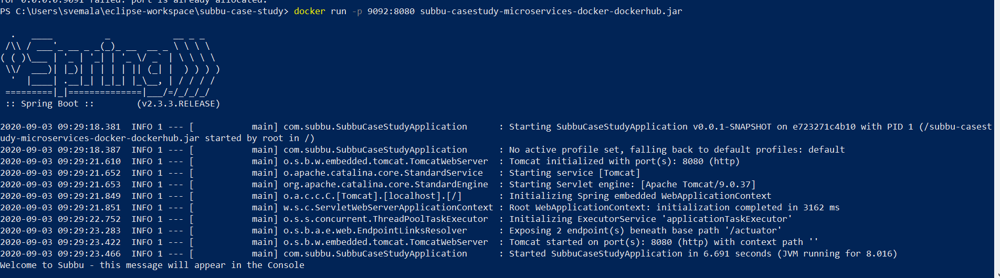 for 0.0.0.0:9091 failed: port is already allocated.
PS C:\Users\svemala\eclipse-workspace\subbu-case-study> docker run -p 9092:8080 subbu-casestudy-microservices-docker-dockerhub.jar
  .   ____          _            __ _ _
 /\\ / ___'_ __ _ _(_)_ __  __ _ \ \ \ \
( ( )\___ | '_ | '_| | '_ \/ _` | \ \ \ \
 \\/  ___)| |_)| | | | | || (_| |  ) ) ) )
  '  |____| .__|_| |_|_| |_\__, | / / / /
 =========|_|==============|___/=/_/_/_/
 :: Spring Boot ::        (v2.3.3.RELEASE)
2020-09-03 09:29:18.381  INFO 1 --- [           main] com.subbu.SubbuCaseStudyApplication      : Starting SubbuCaseStudyApplication v0.0.1-SNAPSHOT on e723271c4b10 with PID 1 (/subbu-casest
udy-microservices-docker-dockerhub.jar started by root in /)
2020-09-03 09:29:18.387  INFO 1 --- [           main] com.subbu.SubbuCaseStudyApplication      : No active profile set, falling back to default profiles: default
2020-09-03 09:29:21.610  INFO 1 --- [           main] o.s.b.w.embedded.tomcat.TomcatWebServer  : Tomcat initialized with port(s): 8080 (http)
2020-09-03 09:29:21.652  INFO 1 --- [           main] o.apache.catalina.core.StandardService   : Starting service [Tomcat]
2020-09-03 09:29:21.653  INFO 1 --- [           main] org.apache.catalina.core.StandardEngine  : Starting Servlet engine: [Apache Tomcat/9.0.37]
2020-09-03 09:29:21.849  INFO 1 --- [           main] o.a.c.c.C.[Tomcat].[localhost].[/]       : Initializing Spring embedded WebApplicationContext
2020-09-03 09:29:21.851  INFO 1 --- [           main] w.s.c.ServletWebServerApplicationContext : Root WebApplicationContext: initialization completed in 3162 ms
2020-09-03 09:29:22.752  INFO 1 --- [           main] o.s.s.concurrent.ThreadPoolTaskExecutor  : Initializing ExecutorService 'applicationTaskExecutor'
2020-09-03 09:29:23.283  INFO 1 --- [           main] o.s.b.a.e.web.EndpointLinksResolver      : Exposing 2 endpoint(s) beneath base path '/actuator'
2020-09-03 09:29:23.422  INFO 1 --- [           main] o.s.b.w.embedded.tomcat.TomcatWebServer  : Tomcat started on port(s): 8080 (http) with context path ''
2020-09-03 09:29:23.466  INFO 1 --- [           main] com.subbu.SubbuCaseStudyApplication      : Started SubbuCaseStudyApplication in 6.691 seconds (JVM running for 8.016)
Welcome to Subbu - this message will appear in the Console